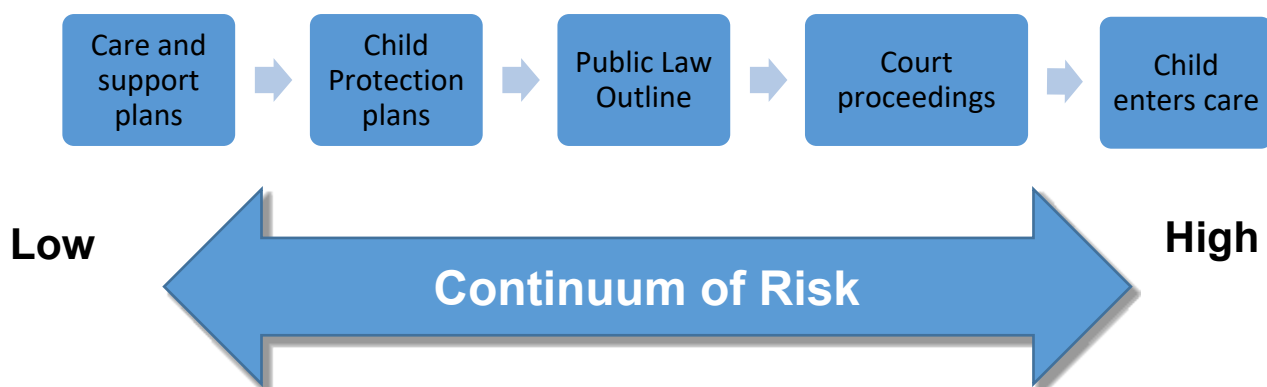 Care and
support
plans
Child
Protection
plans
Public Law
Outline
Court
proceedings
Child
enters care
Low
High
Continuum of Risk